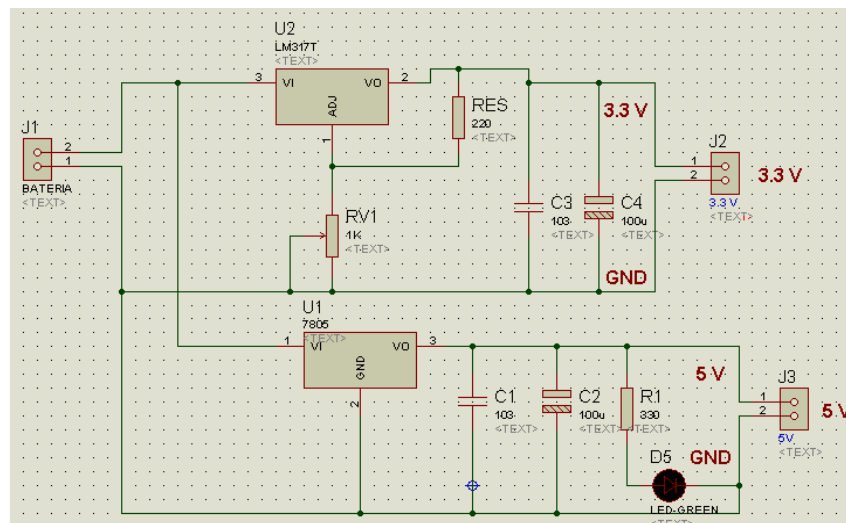 U2
LM317T
<TEXT>
3
VI
VO
2
ADJ
1
RES
220
<TEXT>
3.3 V
J1
2
1
BATERIA
<TEXT>
J2
1
2
3.3 V
3.3 V
<TEXT>
RV1
1K
<TEXT>
C3
103
<TEXT>
C4
100u
<TEXT>
GND
U1
7805
<TEXT>
1
VI
VO
3
GND
2
5 V
J3
1
2
5 V
5V
<TEXT>
C1
103
<TEXT>
C2
100u
<TEXT>
R1
330
<TEXT>
GND
D5
LED-GREEN
<TEXT>